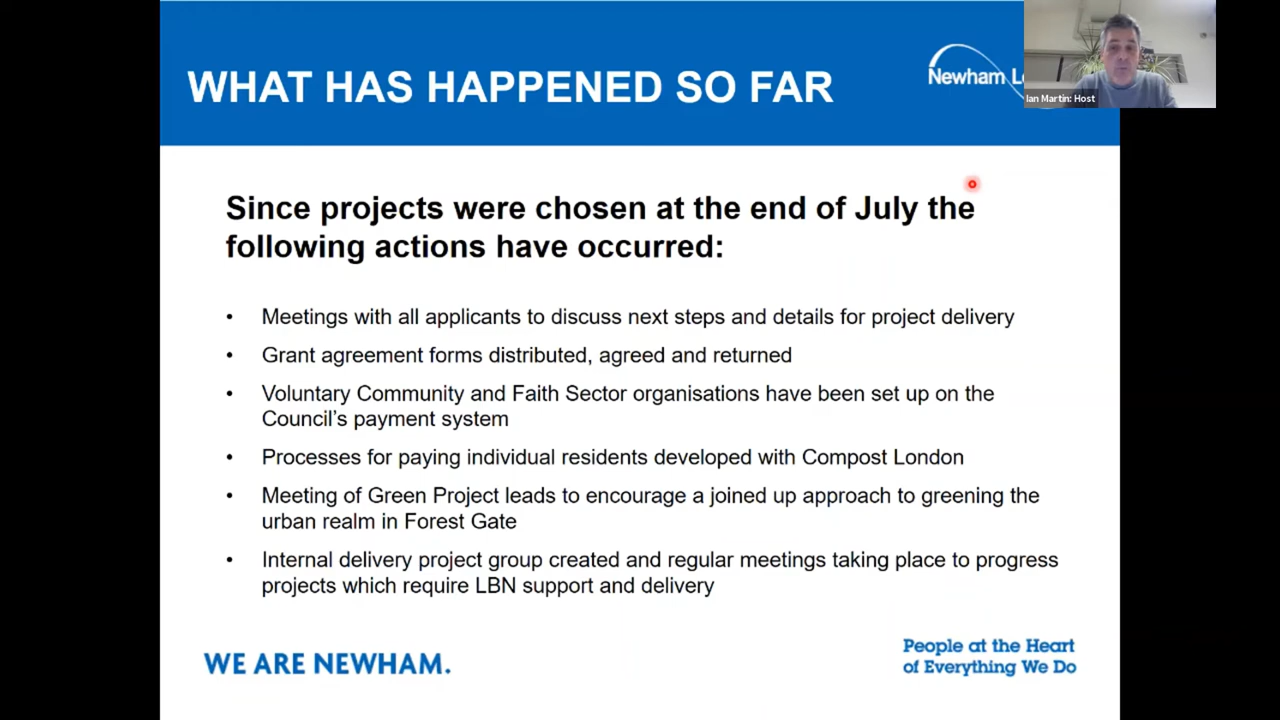 WHAT HAS HAPPENED SO FAR
Newham
Ian Martin: Host
Since projects were chosen at the end of July the
following actions have occurred:
• Meetings with all applicants to discuss next steps and details for project delivery
• Grant agreement forms distributed, agreed and returned
• Voluntary Community and Faith Sector organisations have been set up on the
Council's payment system
• Processes for paying individual residents developed with Compost London
• Meeting of Green Project leads to encourage a joined up approach to greening the
urban realm in Forest Gate
• Internal delivery project group created and regular meetings taking place to progress
projects which require LBN support and delivery
WE ARE NEWHAM.
People at the Heart
of Everything We Do